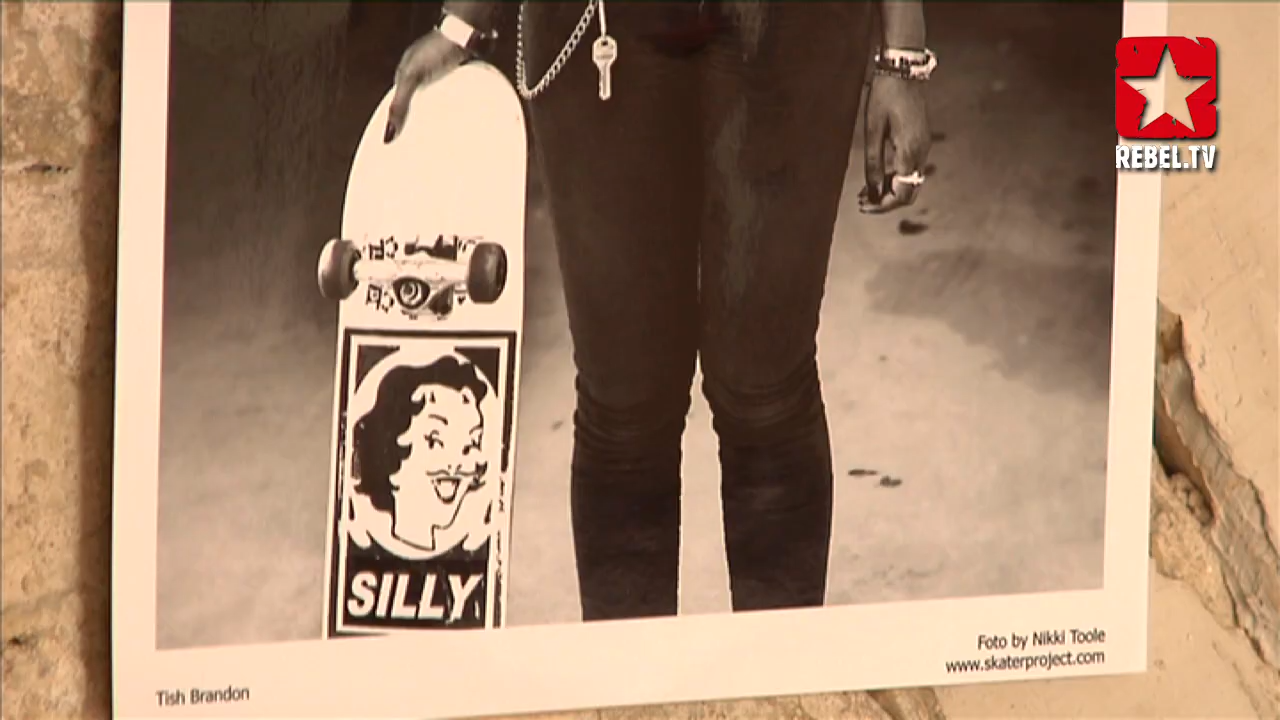 REBEL.TV
SILLY
Foto by Nikki Toole
www.skaterproject.com
Tish Brandon